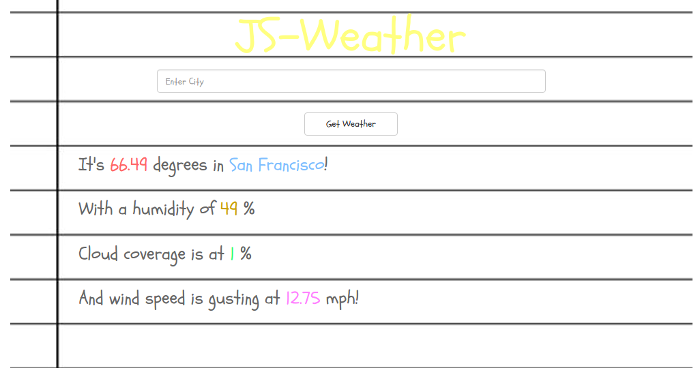 JS-Weather
Enter City
Get Weather
It's 66.49 degrees in San Francisco!
With a humidity of 49 %
Cloud coverage is at 1 %
And wind speed is gusting at 12.75 mph!